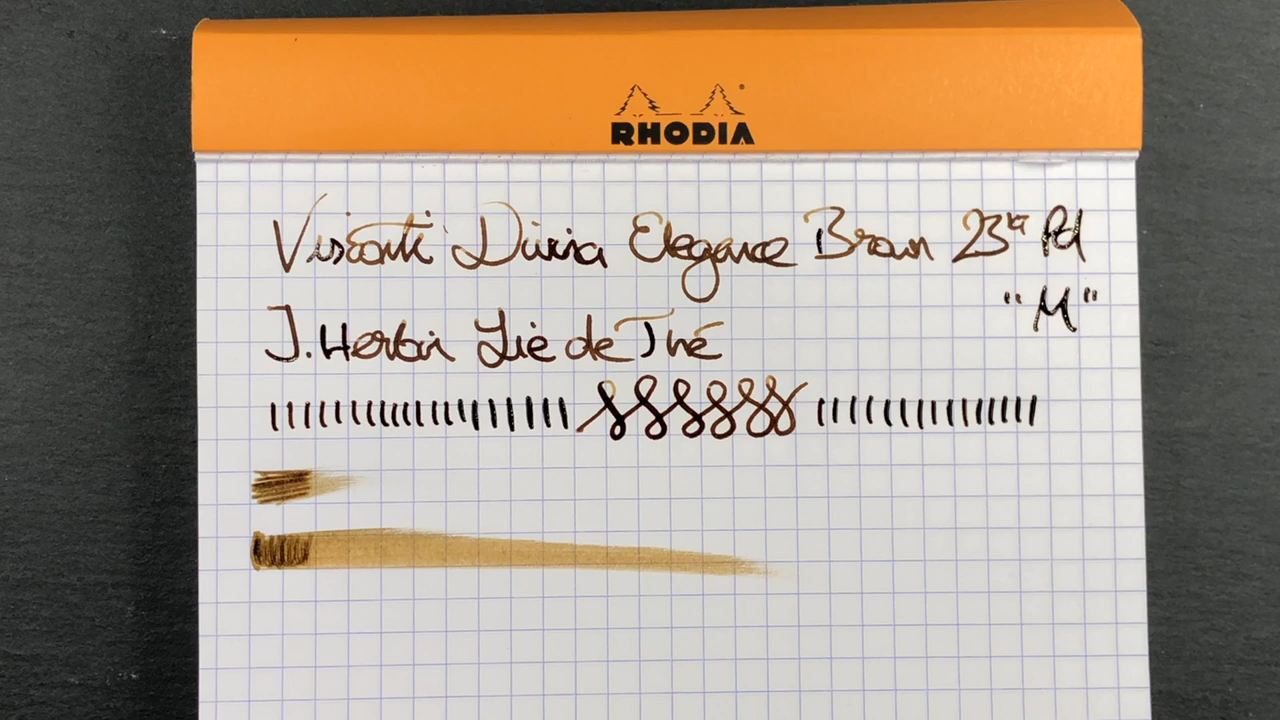 RHODIA
Visconti Divina Elegance Brown 23kt Pd
"M"
J. Herbin Lie de Thé